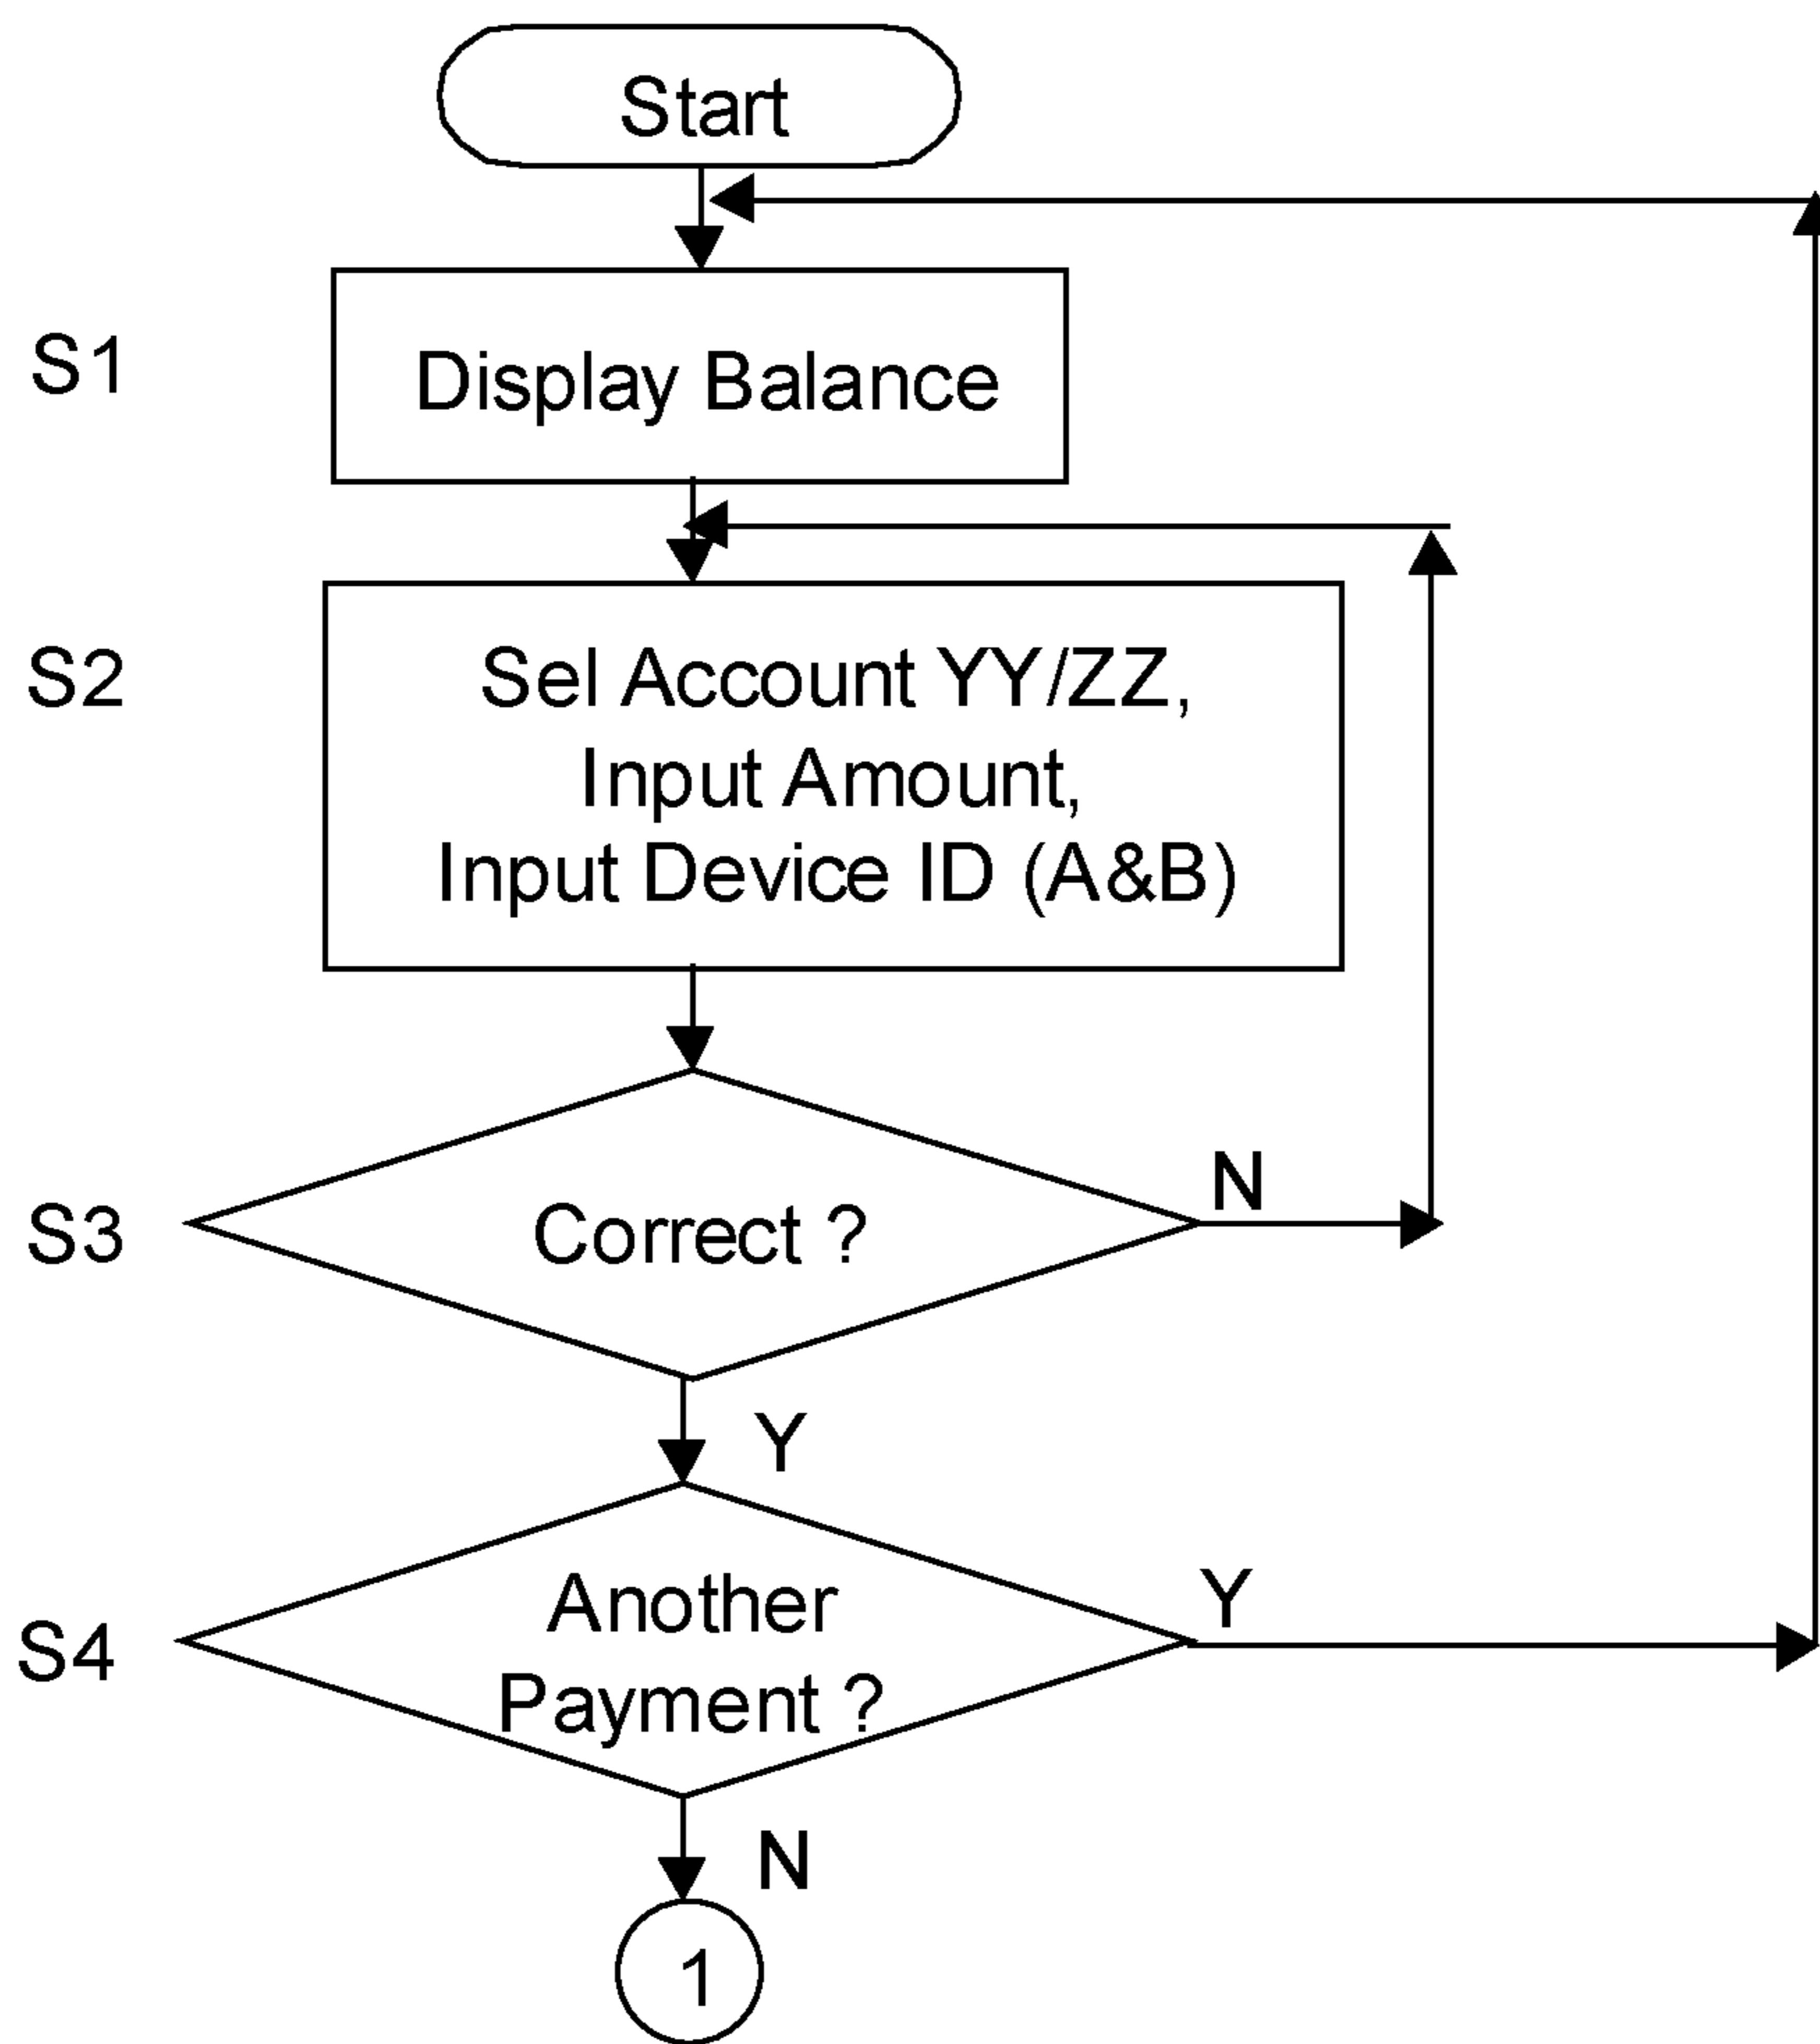 Start
S1
Display Balance
S2
Sel Account YY/ZZ,
Input Amount,
Input Device ID (A&B)
S3
Correct ?
N
Y
S4
Another
Payment ?
Y
N
1